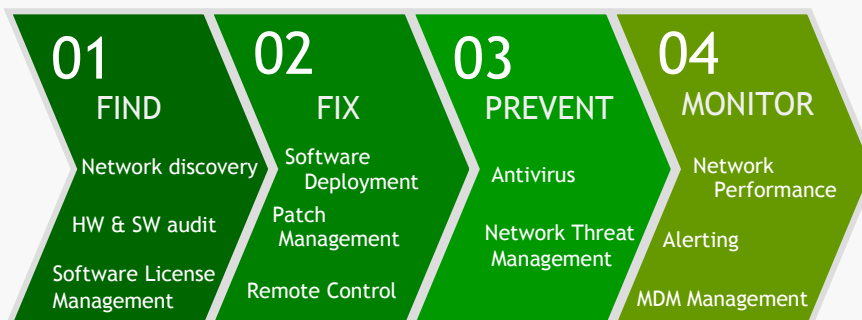 01
FIND
Network discovery
HW & SW audit
Software License
Management
02
FIX
Software
Deployment
Patch
Management
Remote Control
03
PREVENT
Antivirus
Network Threat
Management
04
MONITOR
Network
Performance
Alerting
MDM Management